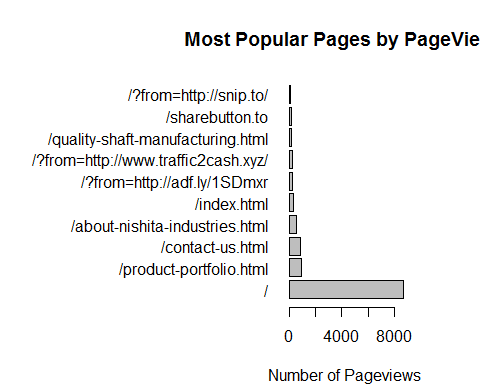 Most Popular Pages by PageVie
/?from=http://snip.to/
/sharebutton.to
/quality-shaft-manufacturing.html
/?from=http://www.traffic2cash.xyz/
/?from=http://adf.ly/1SDmxr
/index.html
/about-nishita-industries.html
/contact-us.html
/product-portfolio.html
/
0 4000 8000
Number of Pageviews